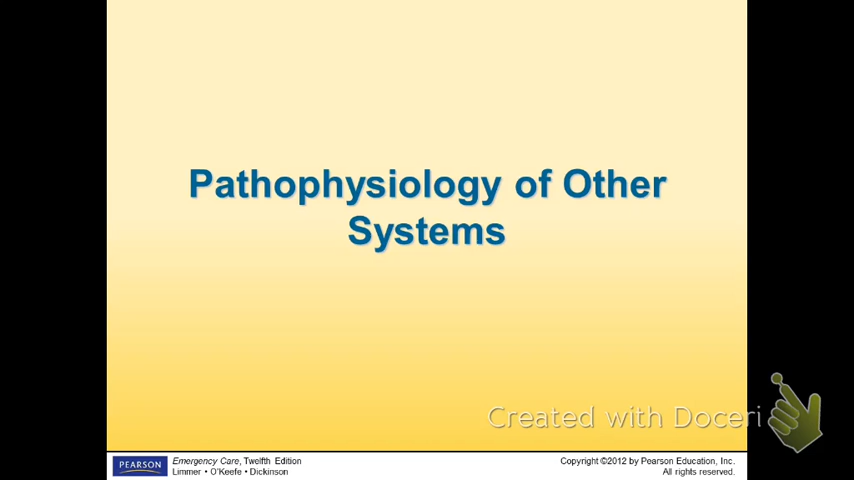 Pathophysiology of Other
Systems
Created with Doceri
PEARSON
Emergency Care, Twelfth Edition
Limmer • O'Keefe • Dickinson
Copyright ©2012 by Pearson Education, Inc.
All rights reserved.